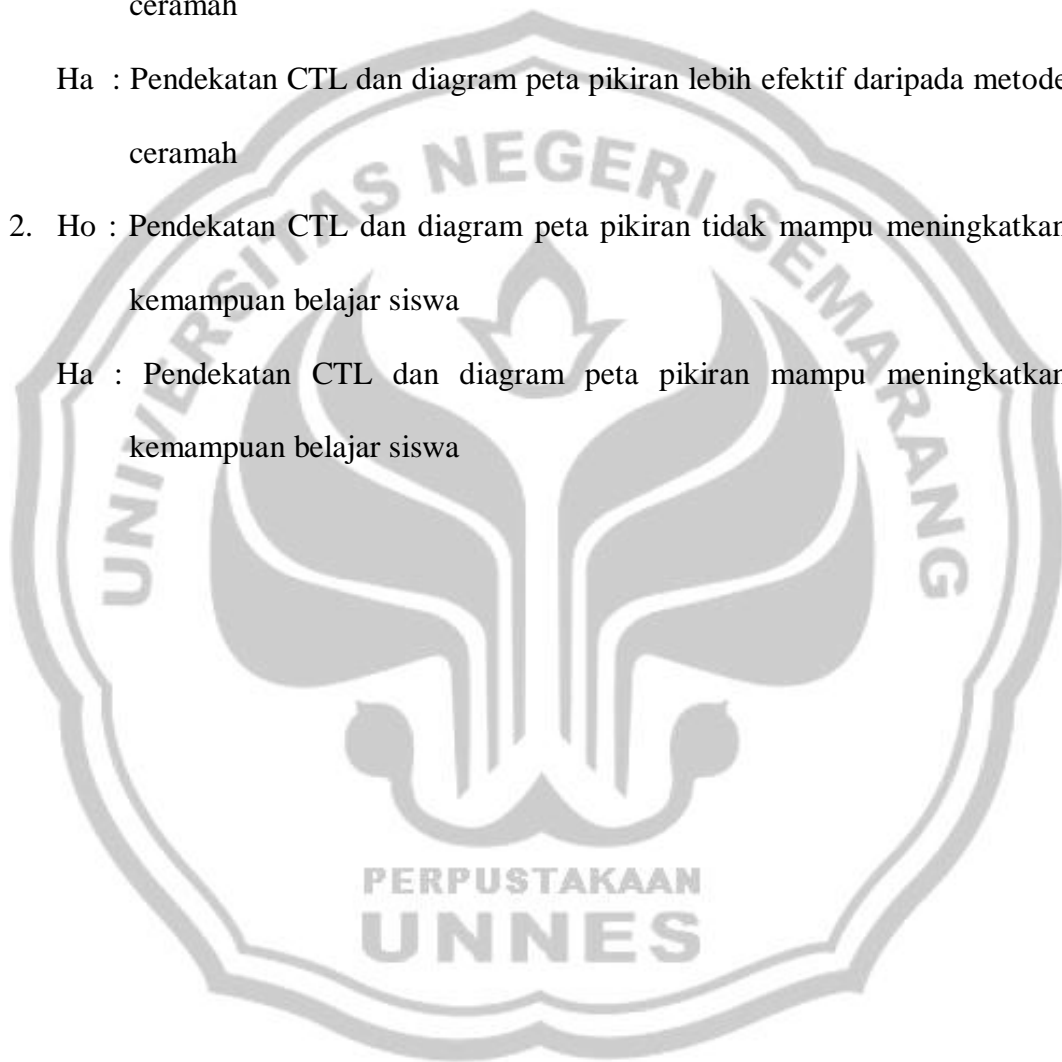 ceramah
Ha : Pendekatan CTL dan diagram peta pikiran lebih efektif daripada metode
ceramah
2. Ho : Pendekatan CTL dan diagram peta pikiran tidak mampu meningkatkan
kemampuan belajar siswa
Ha : Pendekatan CTL dan diagram peta pikiran mampu meningkatkan
kemampuan belajar siswa
UNIVERSITAS NEGERI SEMARANG
PERPUSTAKAAN
UNNES